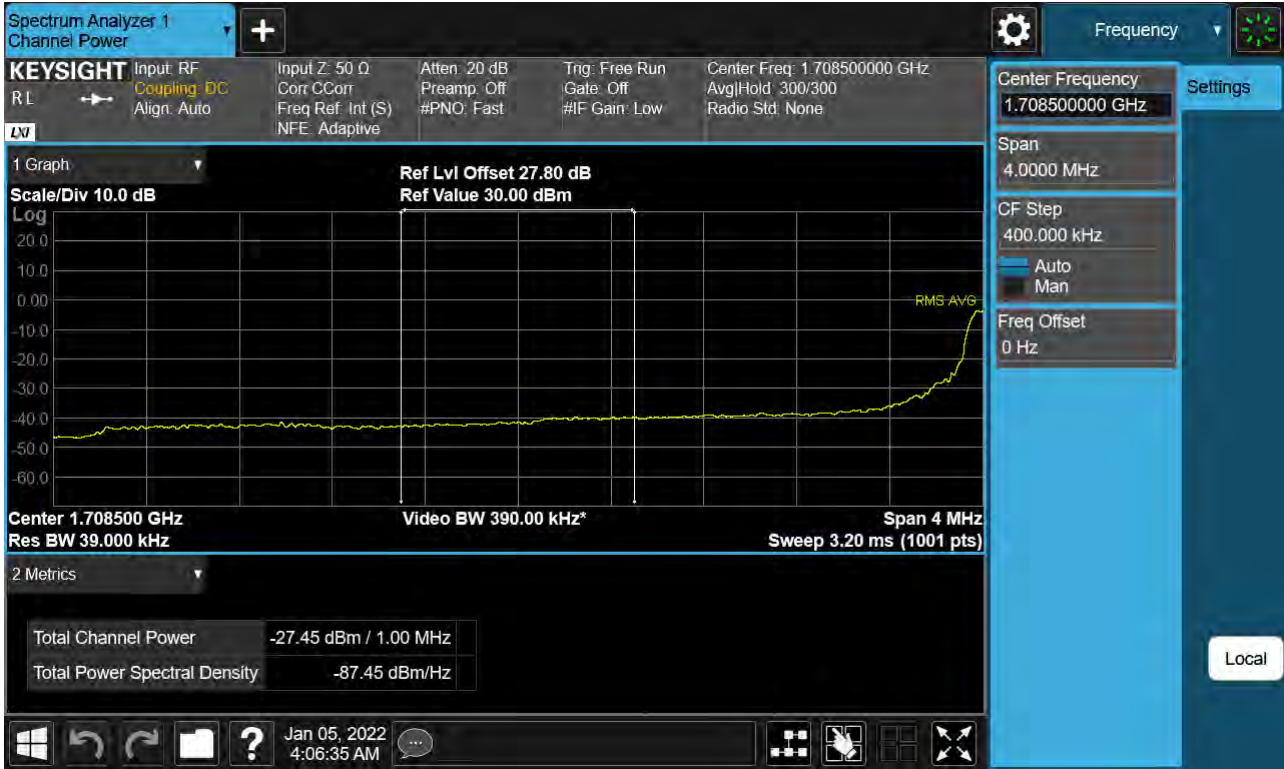 Spectrum Analyzer 1
Channel Power
+
Frequency
KEYSIGHT
RL
LXI
Input: RF
Coupling: DC
Align: Auto
Input Z: 50 Ω
Corr CCorr
Freq Ref: Int (S)
NFE: Adaptive
Atten: 20 dB
Preamp: Off
#PNO: Fast
Trig: Free Run
Gate: Off
#IF Gain: Low
Center Freq: 1.708500000 GHz
Avg|Hold: 300/300
Radio Std: None
Center Frequency
1.708500000 GHz
Settings
Span
4.0000 MHz
CF Step
400.000 kHz
Auto
Man
Freq Offset
0 Hz
1 Graph
Scale/Div 10.0 dB
Ref Lvl Offset 27.80 dB
Ref Value 30.00 dBm
Log
20.0
10.0
0.00
-10.0
-20.0
-30.0
-40.0
-50.0
-60.0
RMS AVG
Center 1.708500 GHz
Video BW 390.00 kHz*
Span 4 MHz
Res BW 39.000 kHz
Sweep 3.20 ms (1001 pts)
2 Metrics
Total Channel Power -27.45 dBm / 1.00 MHz
Total Power Spectral Density -87.45 dBm/Hz
Local
?
Jan 05, 2022
4:06:35 AM